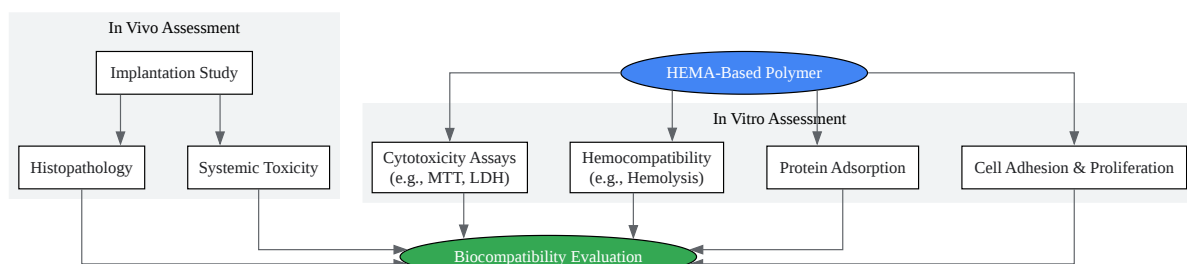 In Vivo Assessment
Implantation Study
HEMA-Based Polymer
In Vitro Assessment
Histopathology
Systemic Toxicity
Cytotoxicity Assays
(e.g., MTT, LDH)
Hemocompatibility
(e.g., Hemolysis)
Protein Adsorption
Cell Adhesion & Proliferation
Biocompatibility Evaluation